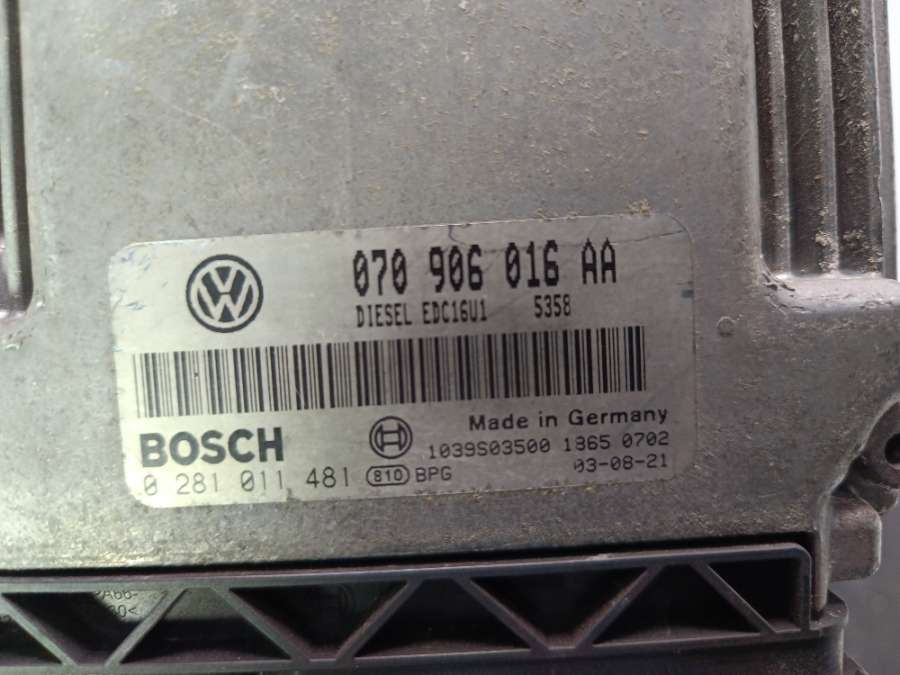 070 906 016 AA
DIESEL EDC16U1 5358
Made in Germany
BOSCH
1039S03500 1865 0702
0 281 011 481 810 BPG
03-08-21